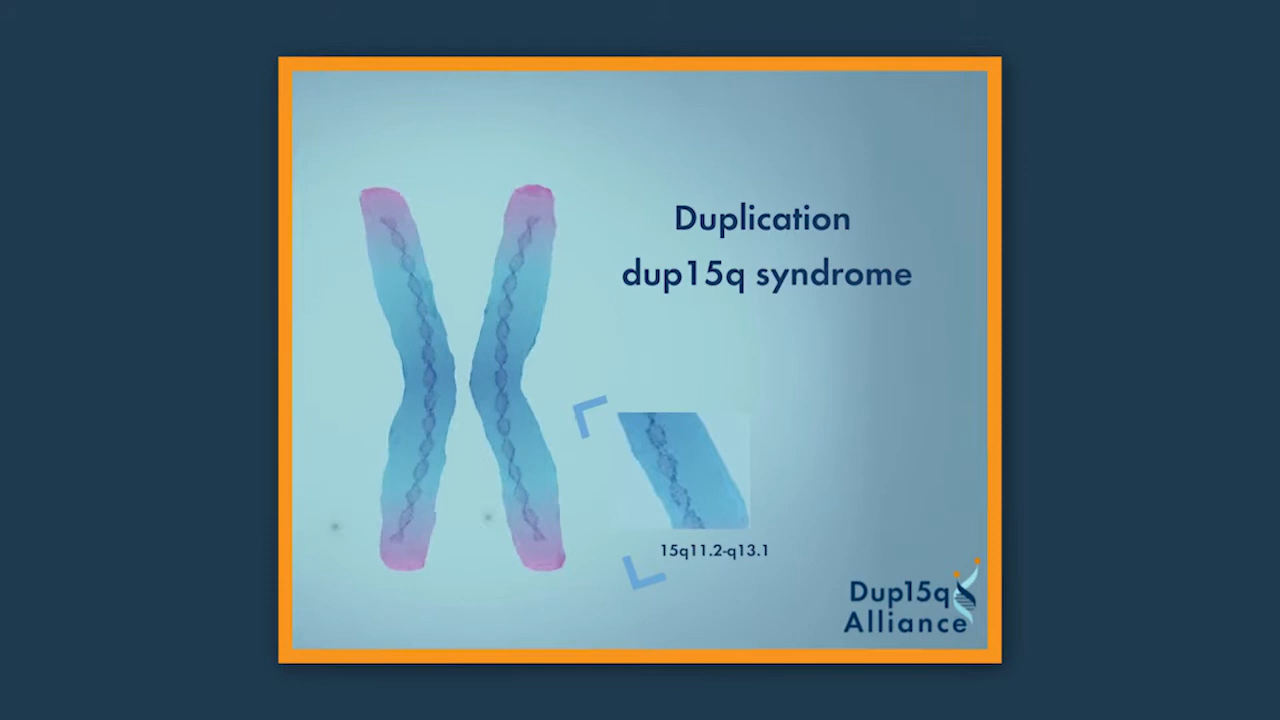 Duplication
dup15q syndrome
15q11.2-q13.1
Dup15q
Alliance